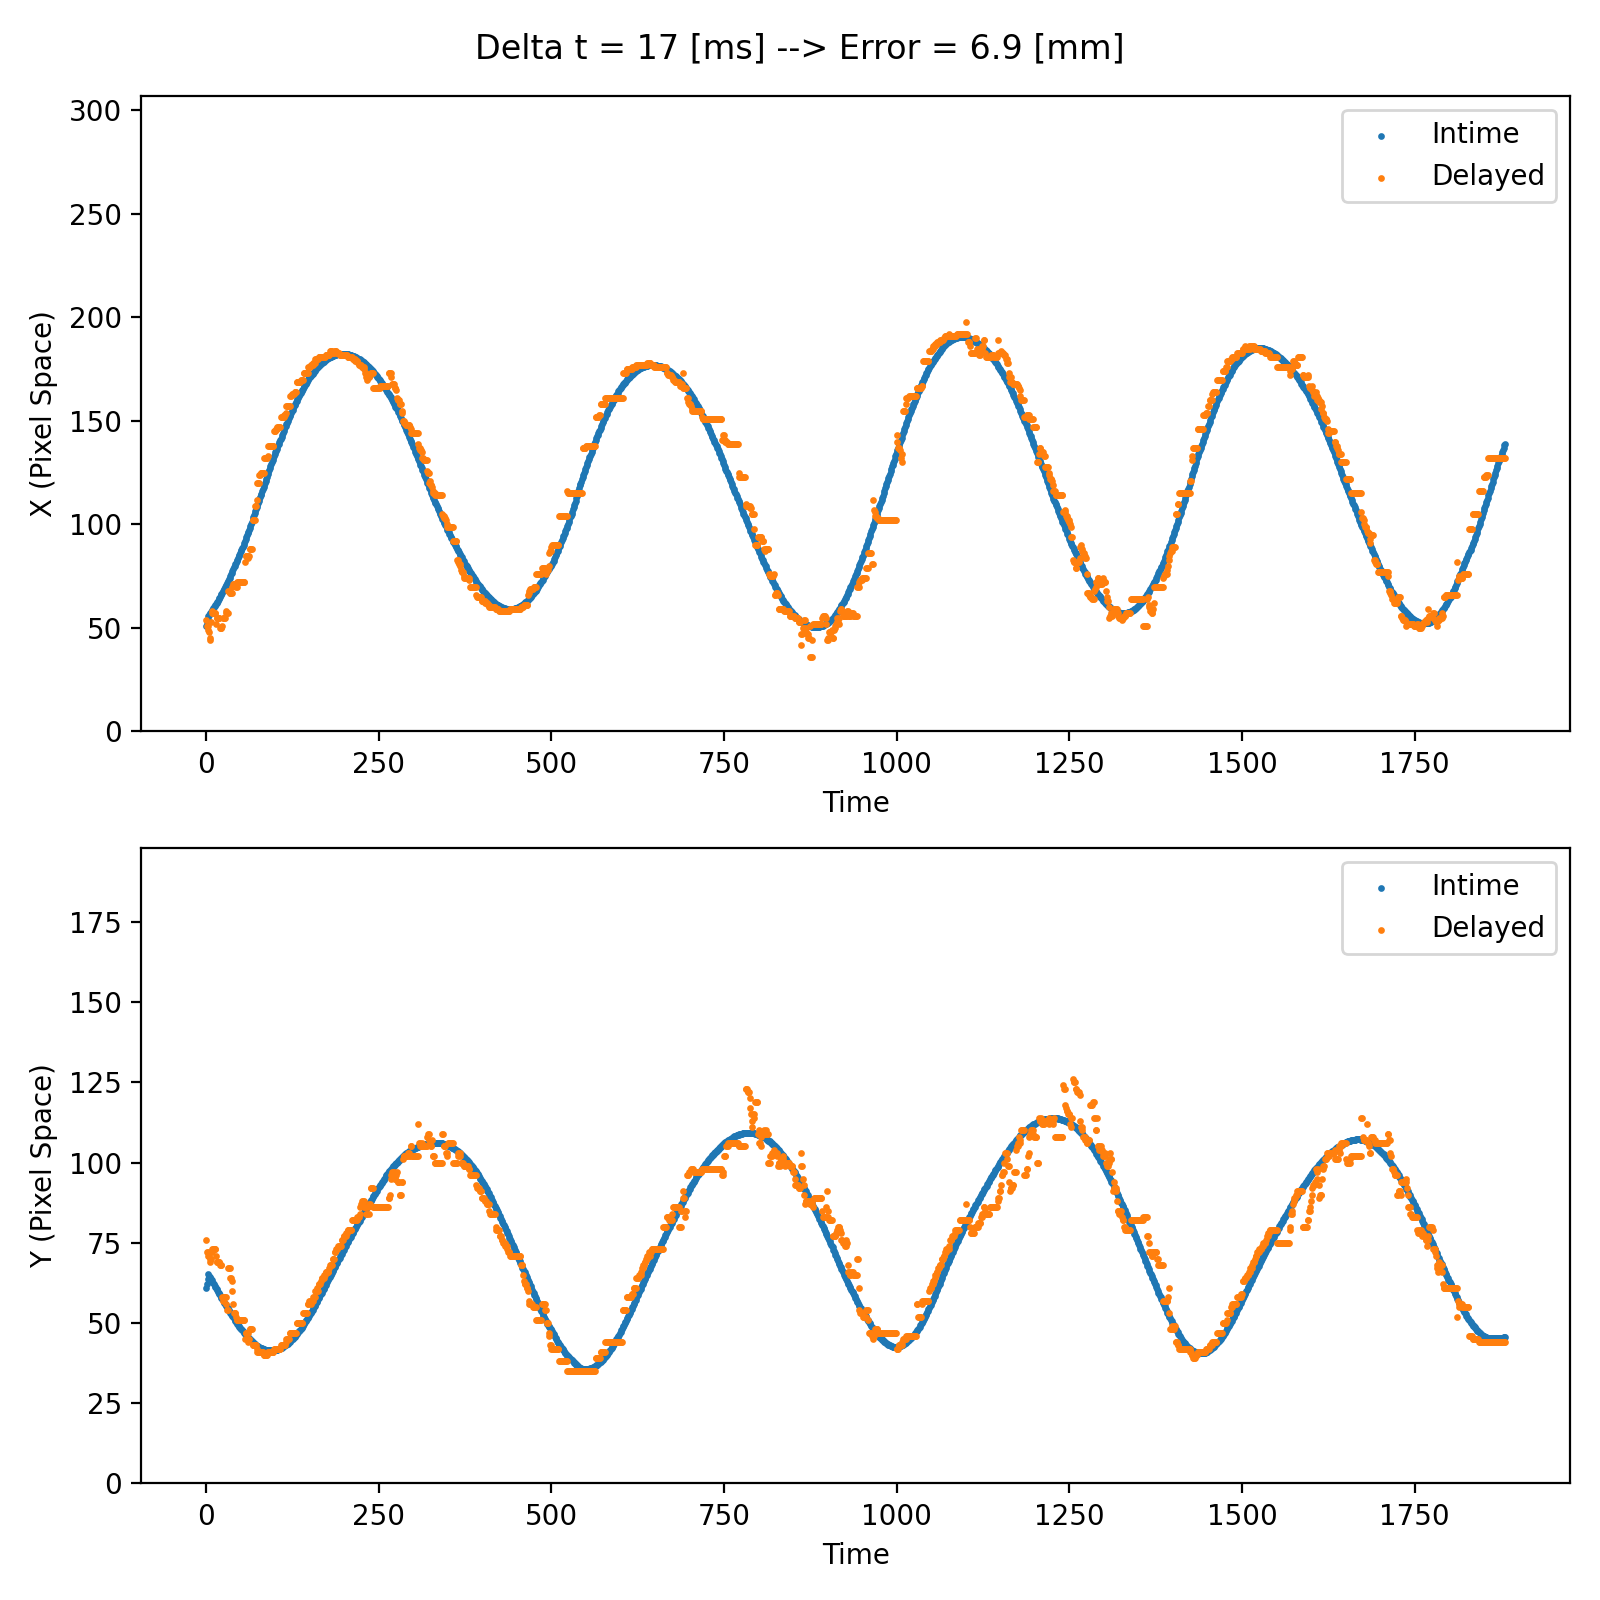 Delta t = 17 [ms] --> Error = 6.9 [mm]
300
250
200
150
100
50
0
X (Pixel Space)
Intime
Delayed
0 250 500 750 1000 1250 1500 1750
Time
175
150
125
100
75
50
25
0
Y (Pixel Space)
Intime
Delayed
0 250 500 750 1000 1250 1500 1750
Time